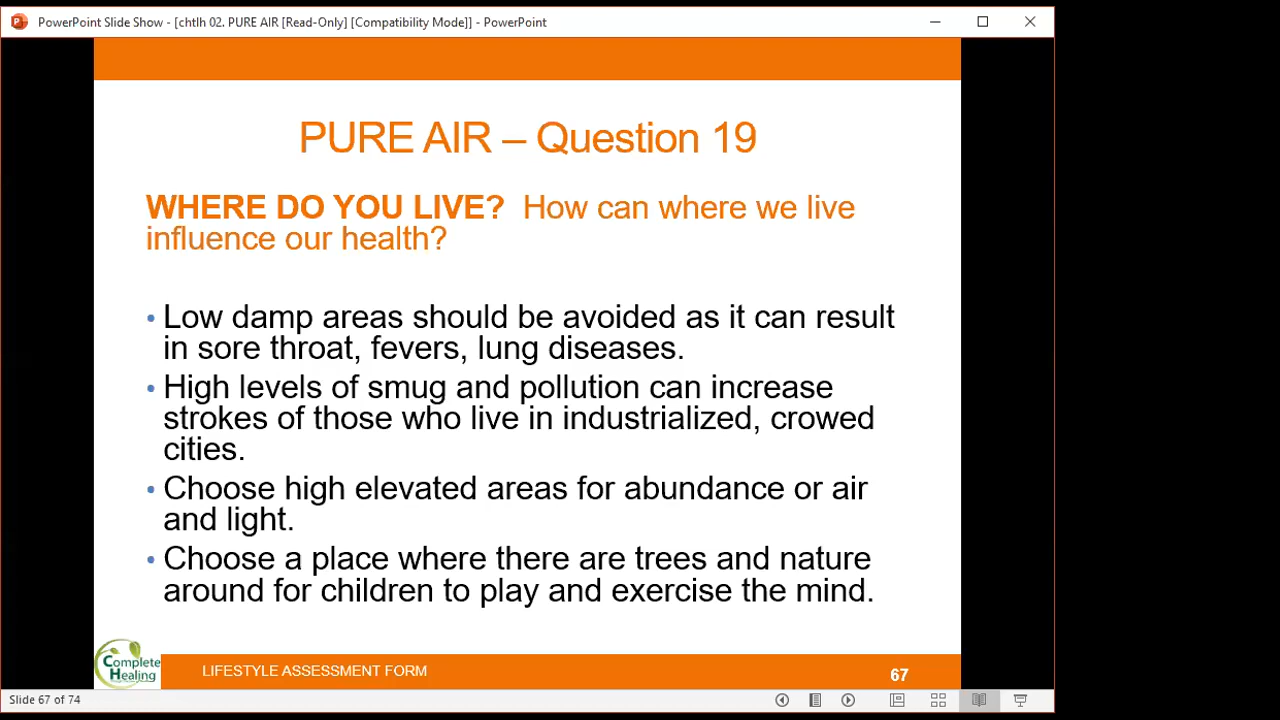 PowerPoint Slide Show - [chtlh 02. PURE AIR [Read-Only] [Compatibility Mode]] - PowerPoint
PURE AIR – Question 19
WHERE DO YOU LIVE? How can where we live
influence our health?
• Low damp areas should be avoided as it can result
in sore throat, fevers, lung diseases.
• High levels of smug and pollution can increase
strokes of those who live in industrialized, crowed
cities.
• Choose high elevated areas for abundance or air
and light.
• Choose a place where there are trees and nature
around for children to play and exercise the mind.
Complete
Healing
LIFESTYLE ASSESSMENT FORM
67
Slide 67 of 74